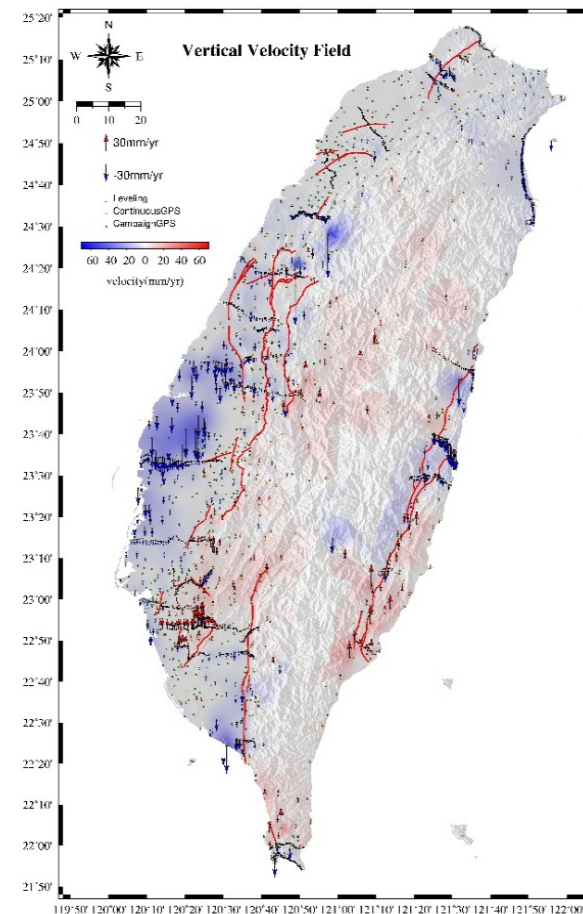 Vertical Velocity Field
N
W E
S
0 10 20
30mm/yr
-30mm/yr
Leveling
ContinuousGPS
CampaignGPS
60 40 20 0 20 40 60
velocity(mm/yr)
25°20'
25°00'
24°50'
24°40'
24°30'
24°20'
24°10'
24°00'
23°50'
23°40'
23°30'
23°20'
23°10'
23°00'
22°50'
22°40'
22°30'
22°20'
22°10'
22°00'
21°50'
119°50' 120°00' 120°10' 120°20' 120°30' 120°40' 120°50' 121°00' 121°10' 121°20' 121°30' 121°40' 121°50' 122°00'